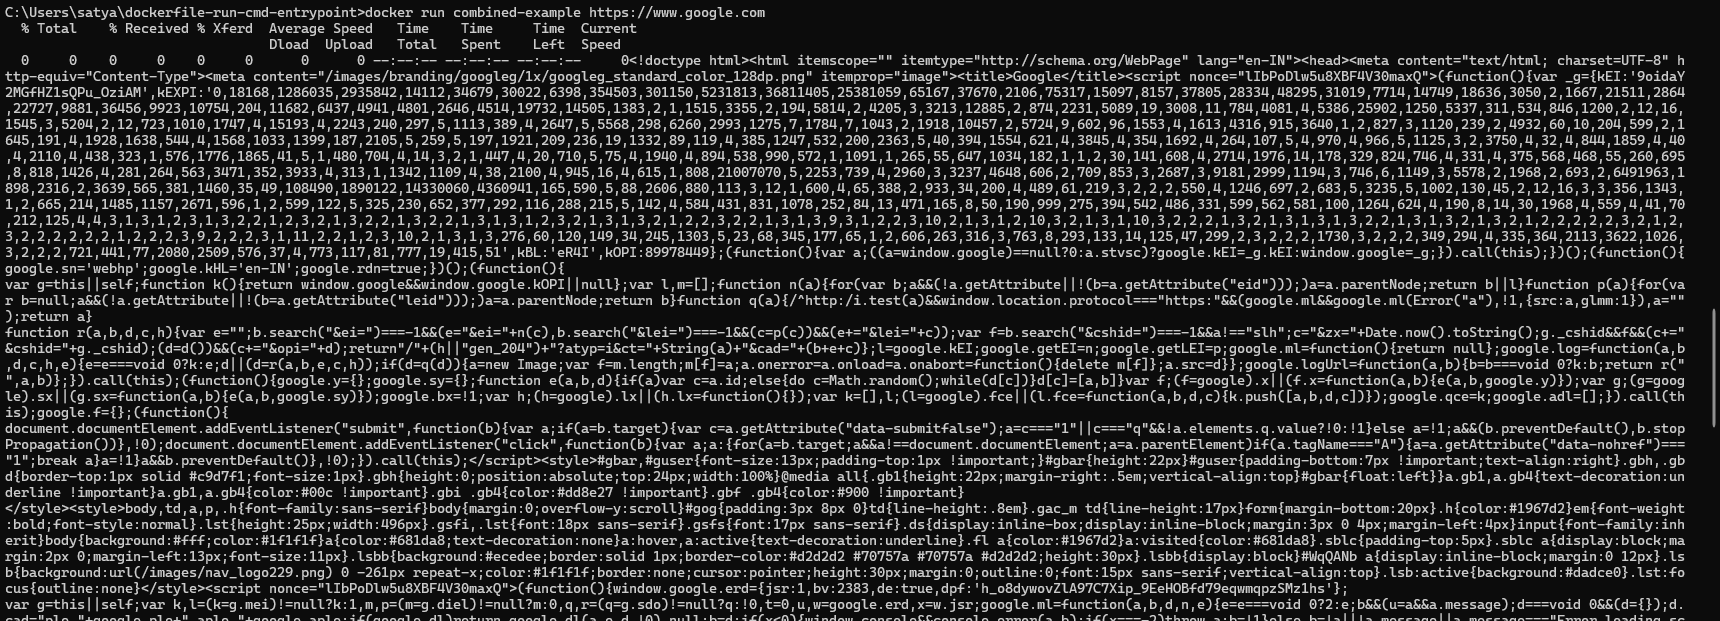 C:\Users\satya\dockerfile-run-cmd-entrypoint>docker run combined-example https://www.google.com
% Total % Received % Xferd Average Speed Time Time Time Current
Dload Upload Total Spent Left Speed
0 0 0 0 0 0 0 0 --:--:-- --:--:-- --:--:-- 0<!doctype html><html itemscope="" itemtype="http://schema.org/WebPage" lang="en-IN"><head><meta content="text/html; charset=UTF-8" h
ttp-equiv="Content-Type"><meta content="/images/branding/googleg/1x/googleg_standard_color_128dp.png" itemprop="image"><title>Google</title><script nonce="lIbPoDlw5u8XBF4V30maxQ">(function(){var _g={kEI:'9oidaY
2MGfHZ1sQPu_OziAM',kEXPI:'0,18168,1286035,2935842,14112,34679,30022,6398,354503,301150,5231813,36811405,25381059,65167,37670,2106,75317,15097,8157,37805,28334,48295,31019,7714,14749,18636,3050,2,1667,21511,2864
,22727,9881,36456,9923,10754,204,11682,6437,4941,4801,2646,4514,19732,14505,1383,2,1,1515,3355,2,194,5814,2,4205,3,3213,12885,2,874,2231,5089,19,3008,11,784,4081,4,5386,25902,1250,5337,311,534,846,1200,2,12,16,
1545,3,5204,2,12,723,1010,1747,4,15193,4,2243,240,297,5,1113,389,4,2647,5,5568,298,6260,2993,1275,7,1784,7,1043,2,1918,10457,2,5724,9,602,96,1553,4,1613,4316,915,3640,1,2,827,3,1120,239,2,4932,60,10,204,599,2,1
645,191,4,1928,1638,544,4,1568,1033,1399,187,2105,5,259,5,197,1921,209,236,19,1332,89,119,4,385,1247,532,200,2363,5,40,394,1554,621,4,3845,4,354,1692,4,264,107,5,4,970,4,966,5,1125,3,2,3750,4,32,4,844,1859,4,40
,4,2110,4,438,323,1,576,1776,1865,41,5,1,480,704,4,14,3,2,1,447,4,20,710,5,75,4,1940,4,894,538,990,572,1,1091,1,265,55,647,1034,182,1,1,2,30,141,608,4,2714,1976,14,178,329,824,746,4,331,4,375,568,468,55,260,695
,8,818,1426,4,281,264,563,3471,352,3933,4,313,1,1342,1109,4,38,2100,4,945,16,4,615,1,808,21007070,5,2253,739,4,2960,3,3237,4648,606,2,709,853,3,2687,3,9181,2999,1194,3,746,6,1149,3,5578,2,1968,2,693,2,6491963,1
898,2316,2,3639,565,381,1460,35,49,108490,1890122,14330060,4360941,165,590,5,88,2606,880,113,3,12,1,600,4,65,388,2,933,34,200,4,489,61,219,3,2,2,2,550,4,1246,697,2,683,5,3235,5,1002,130,45,2,12,16,3,3,356,1343,
1,2,665,214,1485,1157,2671,596,1,2,599,122,5,325,230,652,377,292,116,288,215,5,142,4,584,431,831,1078,252,84,13,471,165,8,50,190,999,275,394,542,486,331,599,562,581,100,1264,624,4,190,8,14,30,1968,4,559,4,41,70
,212,125,4,4,3,1,3,1,2,3,1,3,2,2,1,3,2,1,3,2,1,3,2,2,1,3,2,2,1,3,1,3,1,3,2,3,1,3,1,3,2,1,2,2,3,2,2,1,3,1,3,9,3,1,2,2,3,10,2,1,3,1,2,10,3,2,1,3,1,10,3,2,2,2,1,3,2,1,3,1,3,2,2,1,3,1,3,2,1,3,2,1,2,2,2,2,3,2,1,2,
3,2,2,2,2,2,2,1,2,2,2,3,9,2,2,2,3,1,11,2,2,1,2,3,10,2,1,3,1,3,276,60,120,149,34,245,1303,5,23,68,345,177,65,1,2,606,263,316,3,763,8,293,133,14,125,47,299,2,3,2,2,2,1730,3,2,2,2,349,294,4,335,364,2113,3622,1026,
3,2,2,2,721,441,77,2080,2509,576,37,4,773,117,81,777,19,415,51',kBL:'eR4I',kOPI:89978449};(function(){var a;((a=window.google)==null?0:a.stvsc)?google.kEI=_g.kEI:window.google=_g;}).call(this);})();(function(){
google.sn='webhp';google.kHL='en-IN';google.rdn=true;})();(function(){
var g=this||self;function k(){return window.google&&window.google.kOPI||null};var l,m=[];function n(a){for(var b;a&&(!a.getAttribute||!(b=a.getAttribute("eid")));)a=a.parentNode;return b||l}function p(a){for(va
r b=null;a&&(!a.getAttribute||!(b=a.getAttribute("leid")));)a=a.parentNode;return b}function q(a){/^http:/i.test(a)&&window.location.protocol==="https:"&&(google.ml&&google.ml(Error("a"),!1,{src:a,glmm:1}),a=""
);return a}
function r(a,b,d,c,h){var e="";b.search("&ei=")===-1&&(e="&ei="+n(c),b.search("&lei=")===-1&&(c=p(c))&&(e+="&lei="+c));var f=b.search("&cshid=")===-1&&a!=="slh";c="&zx="+Date.now().toString();g._cshid&&f&&(c+="
&cshid="+g._cshid);(d=d())&&(c+="&opi="+d);return"/"+(h||"gen_204")+"?atyp=i&ct="+String(a)+"&cad="+(b+e+c)};l=google.kEI;google.getEI=n;google.getLEI=p;google.ml=function(){return null};google.log=function(a,b
,d,c,h,e){e=e===void 0?k:e;d||(d=r(a,b,e,c,h));if(d=q(d)){a=new Image;var f=m.length;m[f]=a;a.onerror=a.onload=a.onabort=function(){delete m[f]};a.src=d}};google.logUrl=function(a,b){b=b===void 0?k:b;return r("
",a,b)};}).call(this);(function(){google.y={};google.sy={};function e(a,b,d){if(a)var c=a.id;else{do c=Math.random();while(d[c])}d[c]=[a,b]}var f;(f=google).x||(f.x=function(a,b){e(a,b,google.y)});var g;(g=goog
le).sx||(g.sx=function(a,b){e(a,b,google.sy)});google.bx=!1;var h;(h=google).lx||(h.lx=function(){});var k=[],l;(l=google).fce||(l.fce=function(a,b,d,c){k.push([a,b,d,c])});google.qce=k;google.adl=[];}).call(th
is);google.f={};(function(){
document.documentElement.addEventListener("submit",function(b){var a;if(a=b.target){var c=a.getAttribute("data-submitfalse");a=c==="1"||c==="q"&&!a.elements.q.value?!0:!1}else a=!1;a&&(b.preventDefault(),b.stop
Propagation())},!0);document.documentElement.addEventListener("click",function(b){var a;a:{for(a=b.target;a&&a!==document.documentElement;a=a.parentElement)if(a.tagName==="A"){a=a.getAttribute("data-nohref")===
"1";break a}a=!1}a&&b.preventDefault()},!0);}).call(this);</script><style>#gbar,#guser{font-size:13px;padding-top:1px !important;}#gbar{height:22px}#guser{padding-bottom:7px !important;text-align:right}.gbh,.gb
d{border-top:1px solid #c9d7f1;font-size:1px}.gbh{height:0;position:absolute;top:24px;width:100%}@media all{.gb1{height:22px;margin-right:.5em;vertical-align:top}#gbar{float:left}}a.gb1,a.gb4{text-decoration:un
derline !important}a.gb1,a.gb4{color:#00c !important}.gbi .gb4{color:#dd8e27 !important}.gbf .gb4{color:#900 !important}
</style><style>body,td,a,p,.h{font-family:sans-serif}body{margin:0;overflow-y:scroll}#gog{padding:3px 8px 0}td{line-height:.8em}.gac_m td{line-height:17px}form{margin-bottom:20px}.h{color:#1967d2}em{font-weight
:bold;font-style:normal}.lst{height:25px;width:496px}.gsfi,.lst{font:18px sans-serif}.gsfs{font:17px sans-serif}.ds{display:inline-box;display:inline-block;margin:3px 0 4px;margin-left:4px}input{font-family:inh
erit}body{background:#fff;color:#1f1f1f}a{color:#681da8;text-decoration:none}a:hover,a:active{text-decoration:underline}.fl a{color:#1967d2}a:visited{color:#681da8}.sblc{padding-top:5px}.sblc a{display:block;ma
rgin:2px 0;margin-left:13px;font-size:11px}.lsbb{background:#ecedee;border:solid 1px;border-color:#d2d2d2 #70757a #70757a #d2d2d2;height:30px}.lsbb{display:block}#WqQANb a{display:inline-block;margin:0 12px}.ls
b{background:url(/images/nav_logo229.png) 0 -261px repeat-x;color:#1f1f1f;border:none;cursor:pointer;height:30px;margin:0;outline:0;font:15px sans-serif;vertical-align:top}.lsb:active{background:#dadce0}.lst:fo
cus{outline:none}</style><script nonce="lIbPoDlw5u8XBF4V30maxQ">(function(){window.google.erd={jsr:1,bv:2383,de:true,dpf:'h_o8dywovZlA97C7Xip_9EeHOBfd79eqwmqpzSMz1hs'};
var g=this||self;var k,l=(k=g.mei)!=null?k:1,m,p=(m=g.diel)!=null?m:0,q,r=(q=g.sdo)!=null?q:!0,t=0,u,w=google.erd,x=w.jsr;google.ml=function(a,b,d,n,e){e=e===void 0?2:e;b&&(u=a&&a.message);d===void 0&&(d={});d.